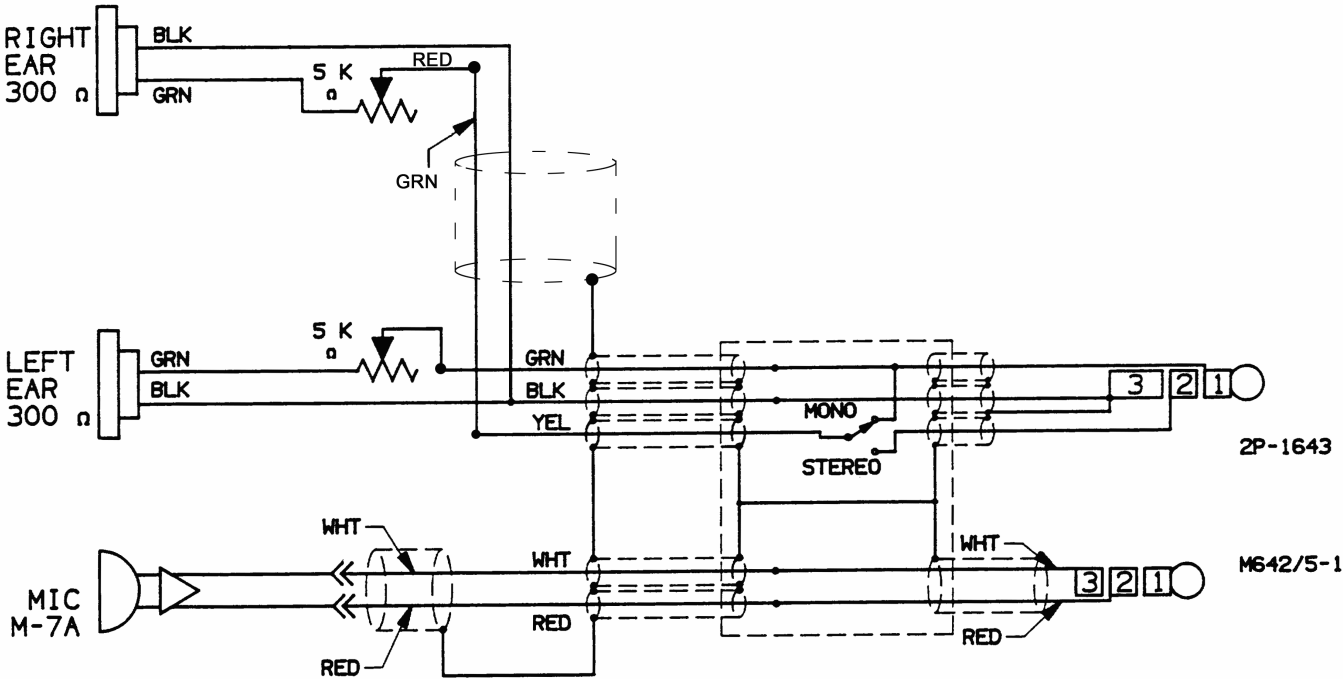 RIGHT
EAR
300 Ω
BLK
GRN
5 K
Ω
RED
GRN
LEFT
EAR
300 Ω
GRN
BLK
5 K
Ω
GRN
BLK
YEL
MONO
STEREO
3 2 1
2P-1643
MIC
M-7A
WHT
RED
WHT
RED
WHT
RED
3 2 1
M642/5-1